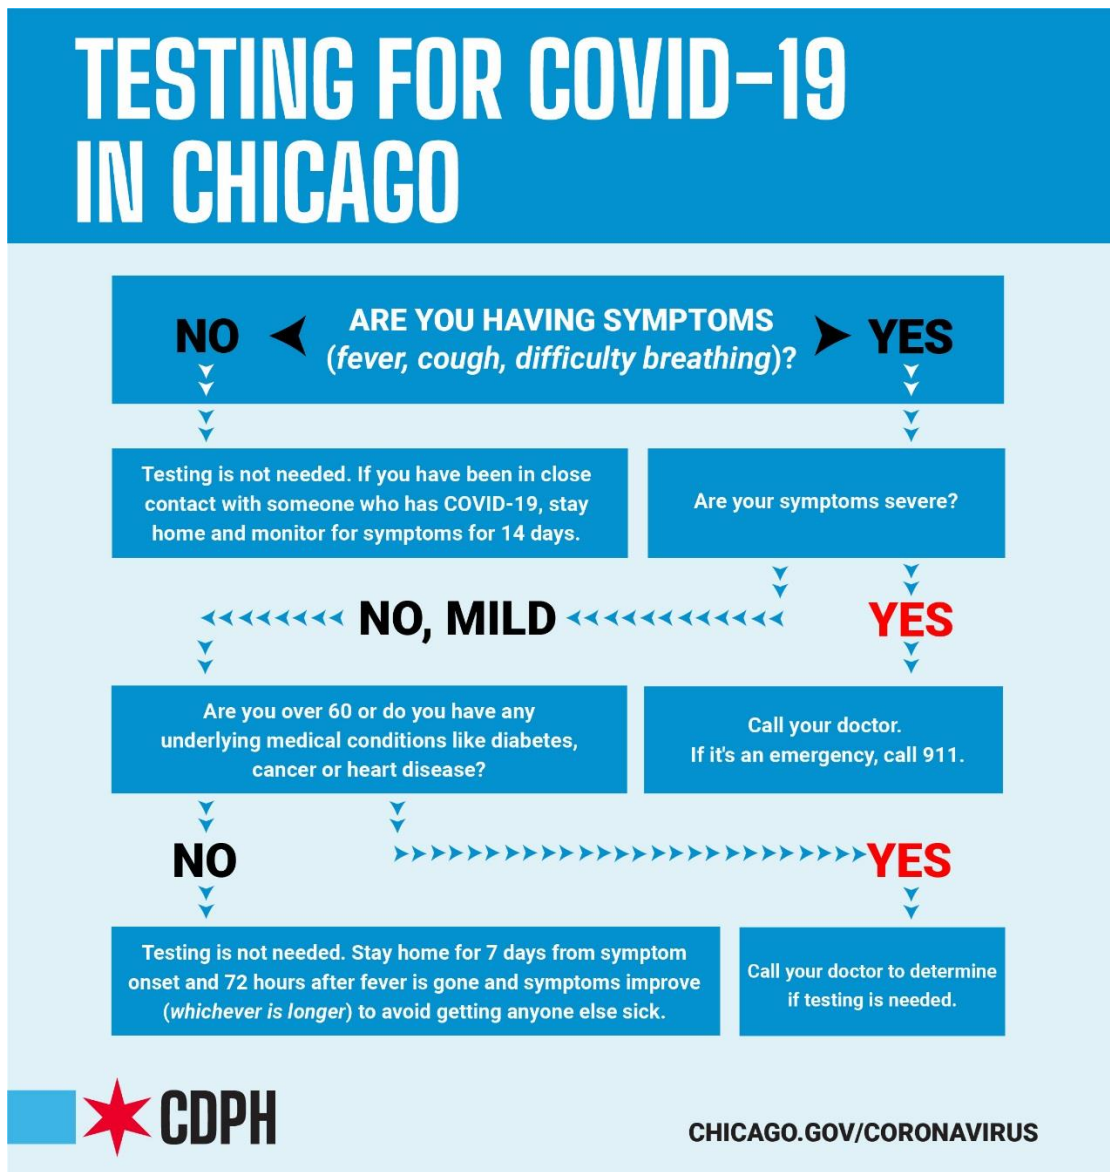 TESTING FOR COVID-19
IN CHICAGO
ARE YOU HAVING SYMPTOMS
(fever, cough, difficulty breathing)?
NO
YES
Testing is not needed. If you have been in close
contact with someone who has COVID-19, stay
home and monitor for symptoms for 14 days.
Are your symptoms severe?
NO, MILD
YES
Are you over 60 or do you have any
underlying medical conditions like diabetes,
cancer or heart disease?
Call your doctor.
If it's an emergency, call 911.
NO
YES
Testing is not needed. Stay home for 7 days from symptom
onset and 72 hours after fever is gone and symptoms improve
(whichever is longer) to avoid getting anyone else sick.
Call your doctor to determine
if testing is needed.
CDPH
CHICAGO.GOV/CORONAVIRUS